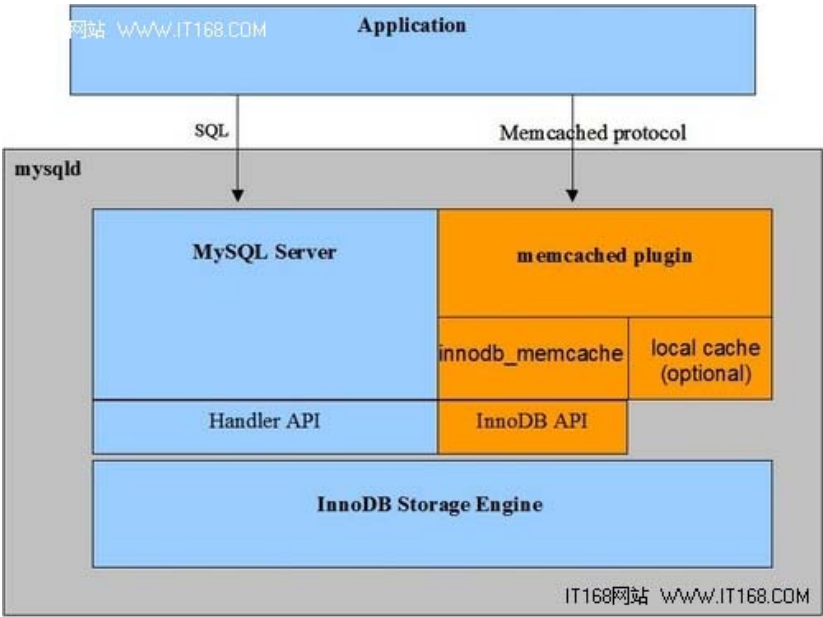 网站 WWW.IT168.COM
Application
SQL
Memcached protocol
mysqld
MySQL Server
memcached plugin
innodb_memcache
local cache
(optional)
Handler API
InnoDB API
InnoDB Storage Engine
IT168网站 WWW.IT168.COM